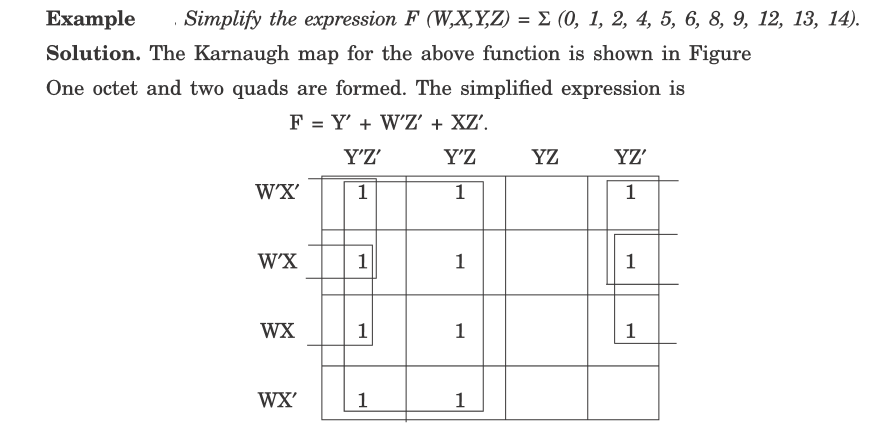 Example . Simplify the expression F (W,X,Y,Z) = Σ (0, 1, 2, 4, 5, 6, 8, 9, 12, 13, 14).
Solution. The Karnaugh map for the above function is shown in Figure
One octet and two quads are formed. The simplified expression is
F = Y′ + W′Z′ + XZ′.
Y′Z′ Y′Z YZ YZ′
W′X′ 1 1 1
W′X 1 1 1
WX 1 1 1
WX′ 1 1